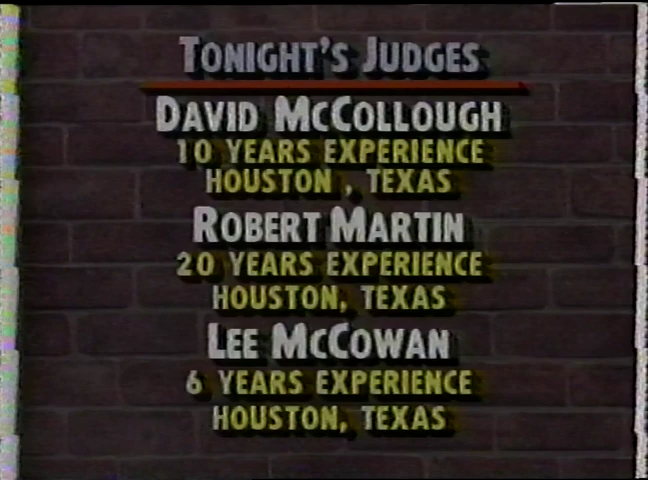 TONIGHT'S JUDGES
DAVID MCCOLLOUGH
10 YEARS EXPERIENCE
HOUSTON , TEXAS
ROBERT MARTIN
20 YEARS EXPERIENCE
HOUSTON, TEXAS
LEE MCCOWAN
6 YEARS EXPERIENCE
HOUSTON, TEXAS